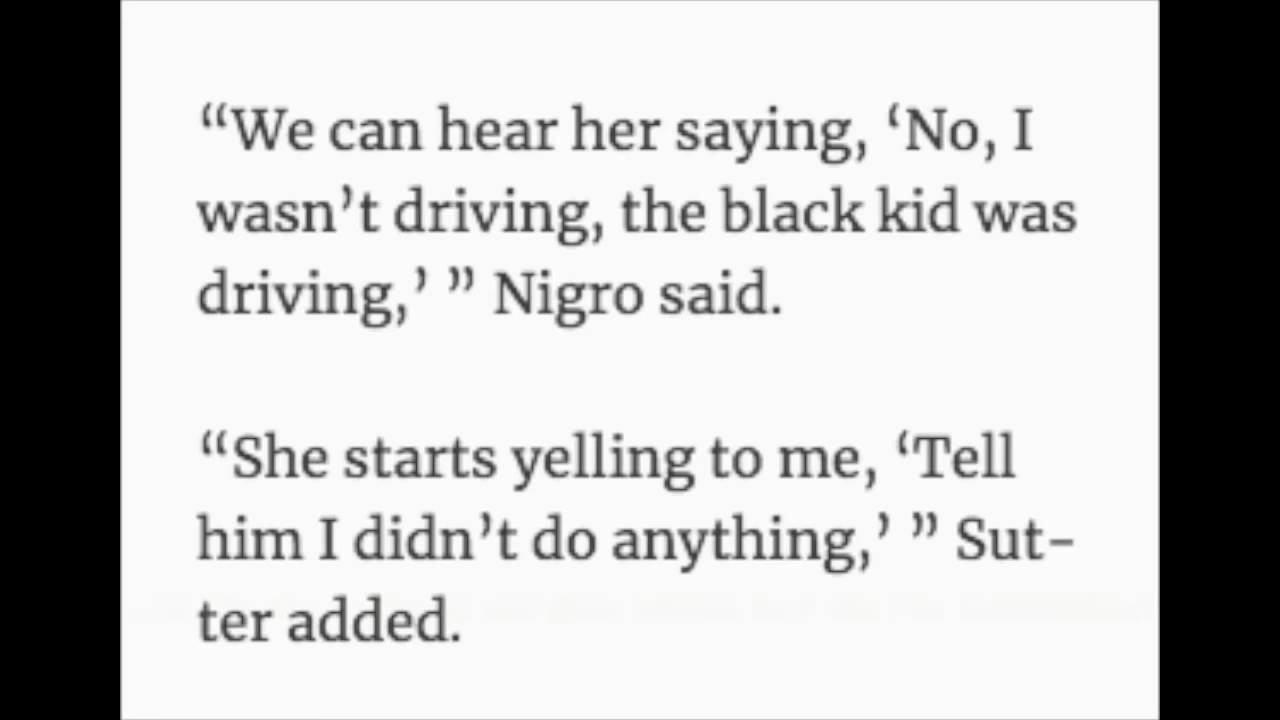 “We can hear her saying, ‘No, I
wasn’t driving, the black kid was
driving,’ ” Nigro said.
“She starts yelling to me, ‘Tell
him I didn’t do anything,’ ” Sut-
ter added.